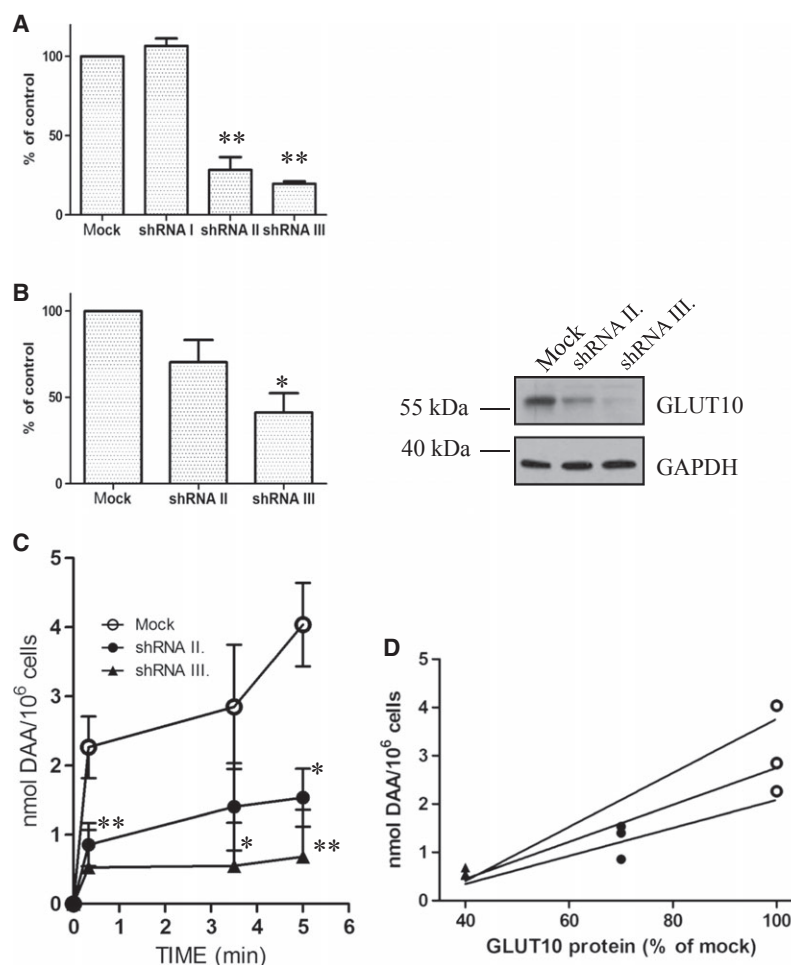 A
% of control
100
50
0
**
**
Mock
shRNA I
shRNA II
shRNA III
B
% of control
100
50
0
*
Mock
shRNA II
shRNA III
Mock
shRNA II.
shRNA III.
55 kDa
GLUT10
40 kDa
GAPDH
C
nmol DAA/10⁶ cells
5
4
3
2
1
0
Mock
shRNA II.
shRNA III.
**
*
*
**
0 1 2 3 4 5 6
TIME (min)
D
nmol DAA/10⁶ cells
5
4
3
2
1
0
40 60 80 100
GLUT10 protein (% of mock)